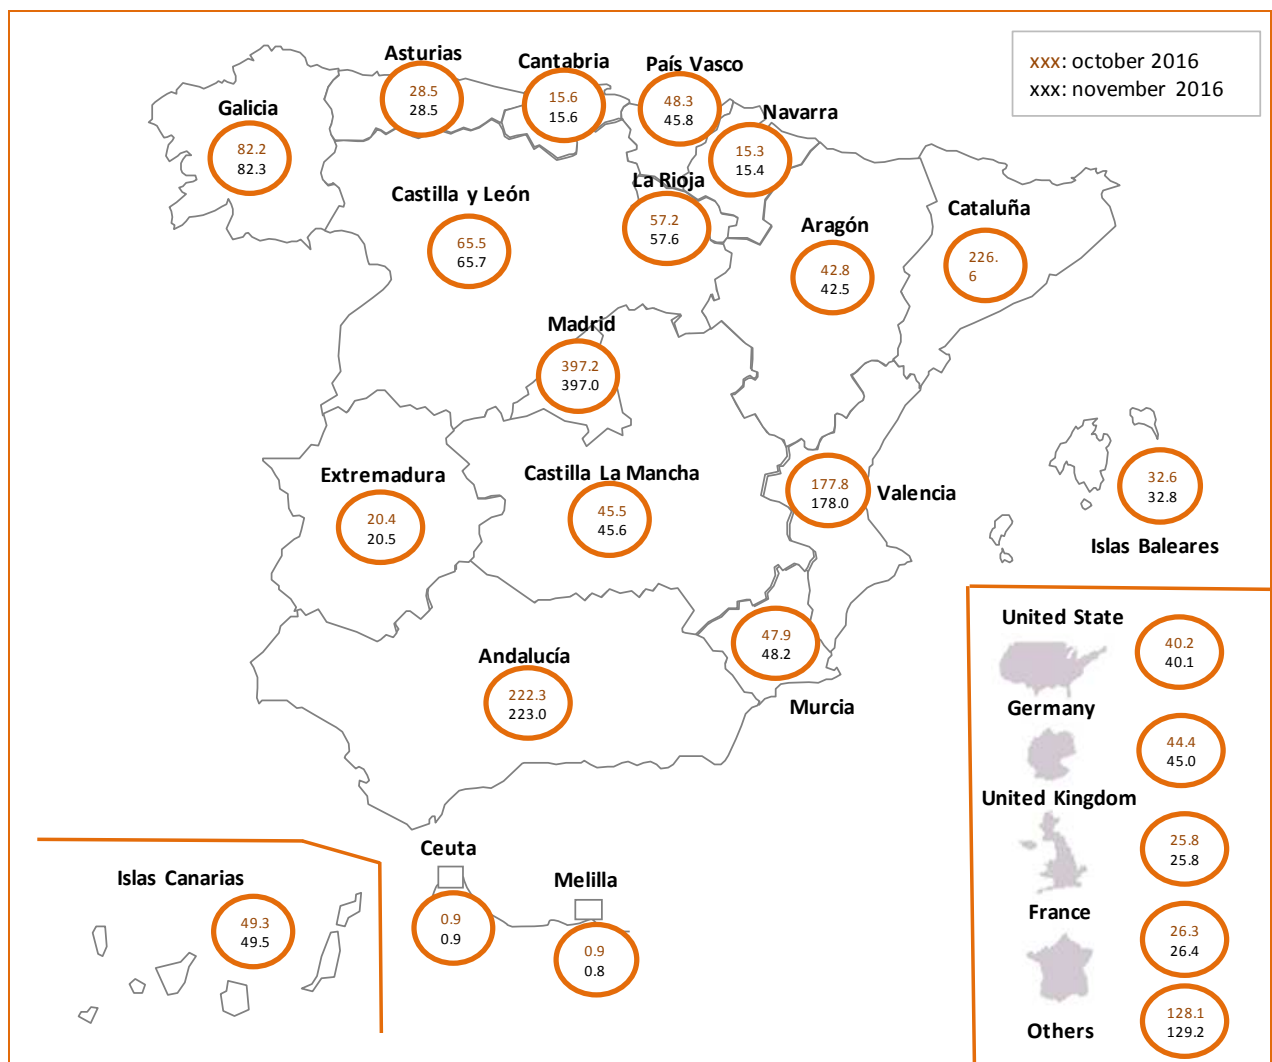 xxx: october 2016
xxx: november 2016
Asturias
28.5
28.5
Cantabria
15.6
15.6
País Vasco
48.3
45.8
Navarra
15.3
15.4
Galicia
82.2
82.3
Castilla y León
65.5
65.7
La Rioja
57.2
57.6
Aragón
42.8
42.5
Cataluña
226.
6
Madrid
397.2
397.0
Extremadura
20.4
20.5
Castilla La Mancha
45.5
45.6
177.8
178.0
Valencia
32.6
32.8
Islas Baleares
Andalucía
222.3
223.0
47.9
48.2
Murcia
United State
40.2
40.1
Germany
44.4
45.0
United Kingdom
25.8
25.8
France
26.3
26.4
Others
128.1
129.2
Islas Canarias
49.3
49.5
Ceuta
0.9
0.9
Melilla
0.9
0.8